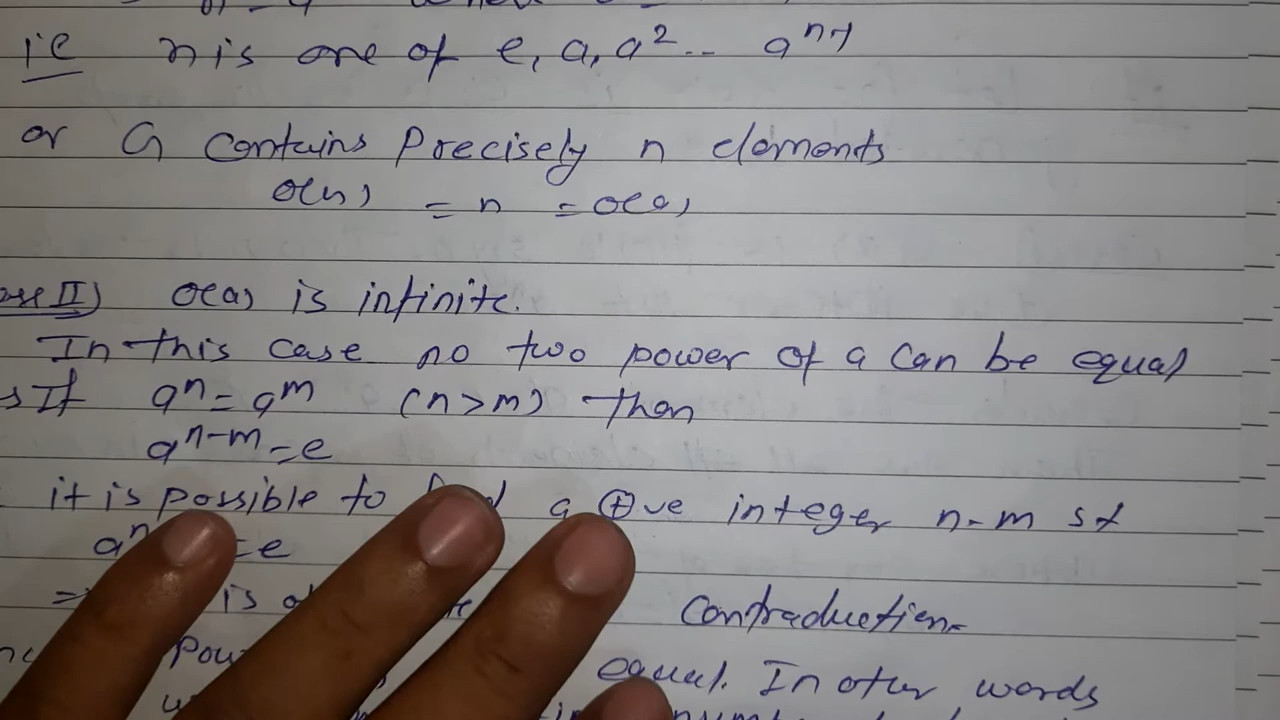 ie n is one of e, a, a² -- aⁿ⁻¹
or G contains Precisely n elements
= n = o(a)
II) o(a) is infinite.
In this case no two power of a can be equal
If aⁿ = aᵐ (n>m) then
aⁿ⁻ᵐ = e
it is possible to a ⊕ve integer n-m st
= e
⇒ is Contraduction
equal. In other words